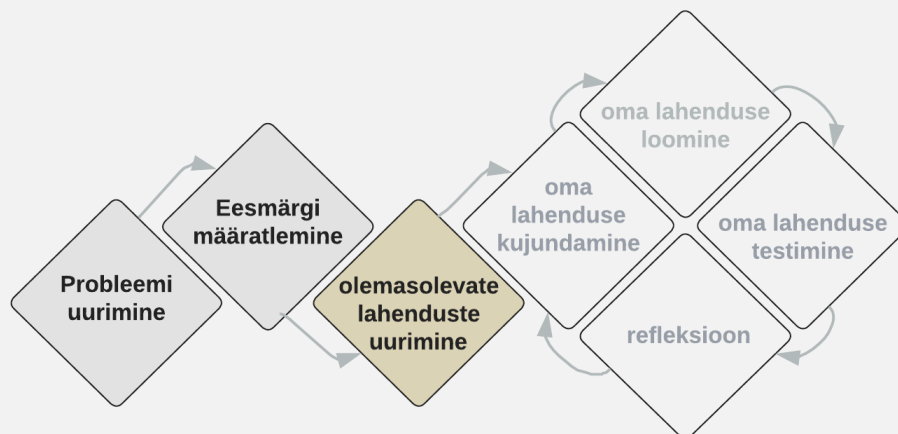 Probleemi
uurimine
Eesmärgi
määratlemine
olemasolevate
lahenduste
uurimine
oma
lahenduse
kujundamine
oma lahenduse
loomine
oma lahenduse
testimine
refleksioon